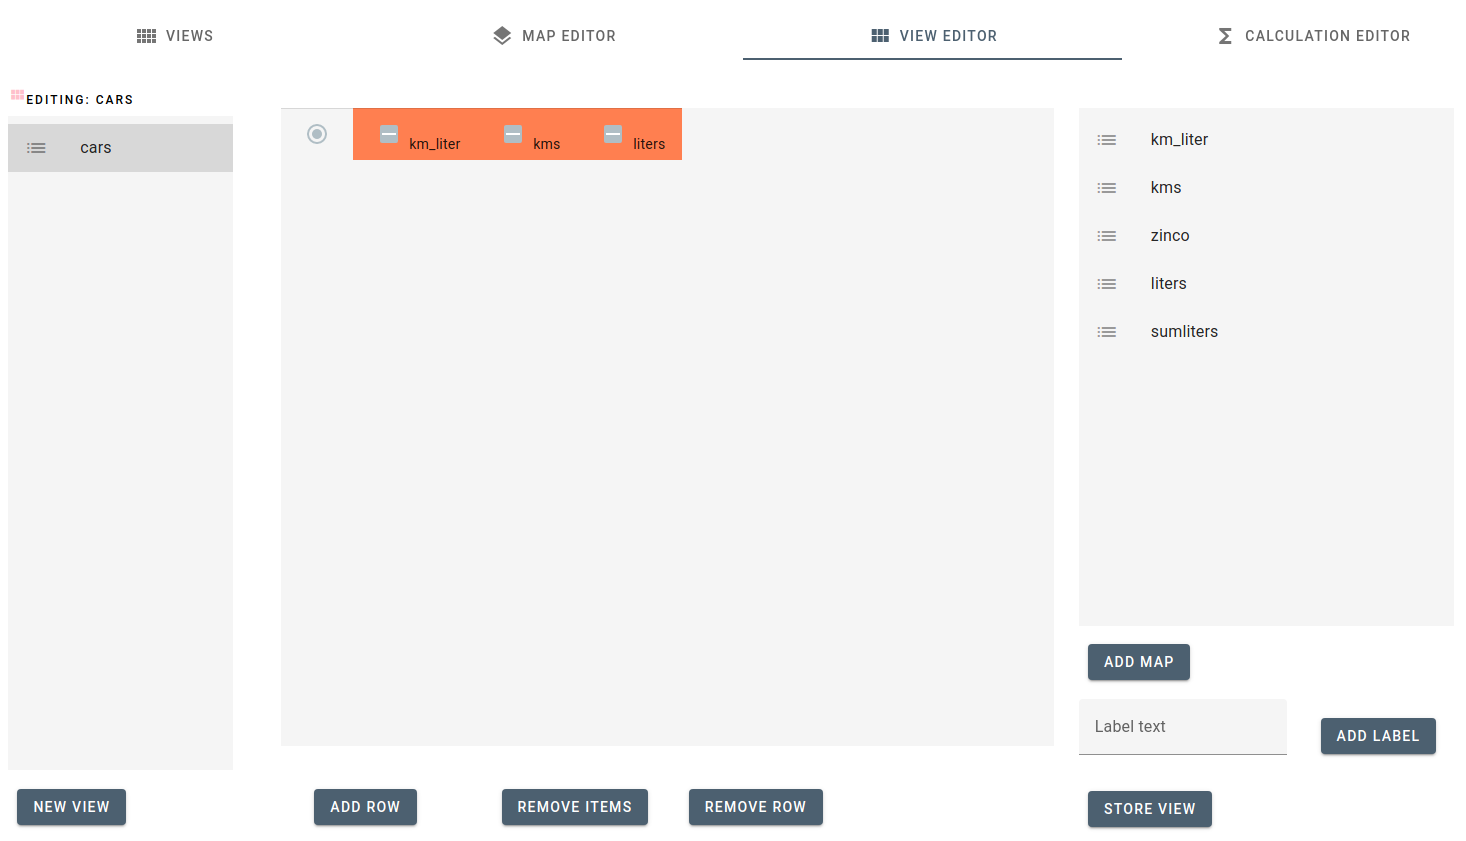 VIEWS
MAP EDITOR
VIEW EDITOR
CALCULATION EDITOR
EDITING: CARS
cars
km_liter
kms
liters
km_liter
kms
zinco
liters
sumliters
ADD MAP
Label text
ADD LABEL
NEW VIEW
ADD ROW
REMOVE ITEMS
REMOVE ROW
STORE VIEW